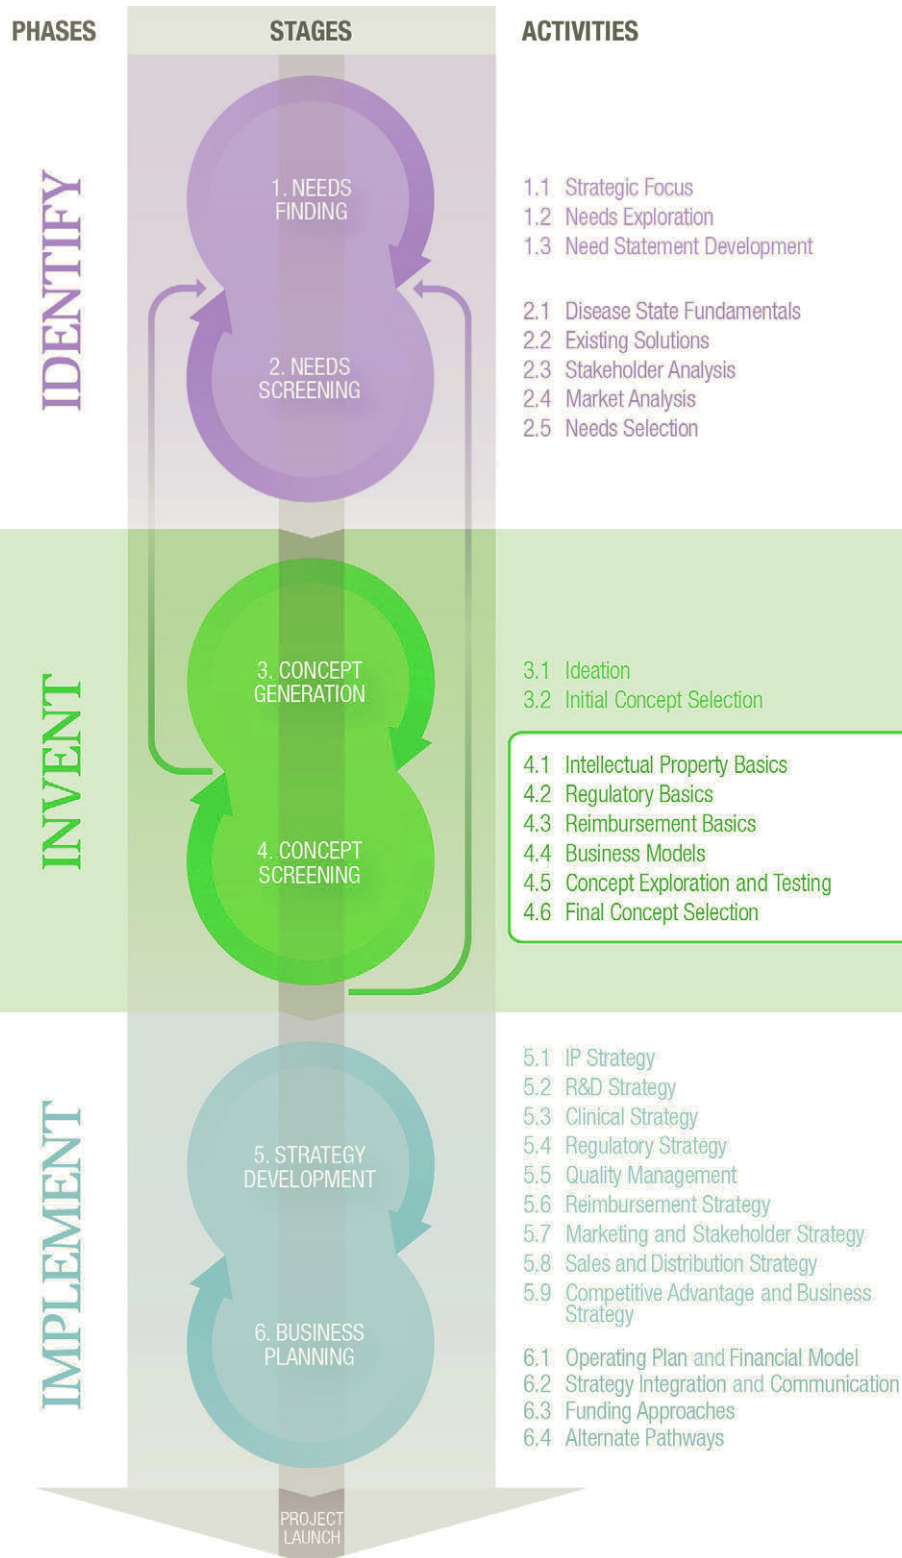 PHASES
STAGES
ACTIVITIES
IDENTIFY
1. NEEDS
FINDING
1.1 Strategic Focus
1.2 Needs Exploration
1.3 Need Statement Development
2. NEEDS
SCREENING
2.1 Disease State Fundamentals
2.2 Existing Solutions
2.3 Stakeholder Analysis
2.4 Market Analysis
2.5 Needs Selection
INVENT
3. CONCEPT
GENERATION
3.1 Ideation
3.2 Initial Concept Selection
4. CONCEPT
SCREENING
4.1 Intellectual Property Basics
4.2 Regulatory Basics
4.3 Reimbursement Basics
4.4 Business Models
4.5 Concept Exploration and Testing
4.6 Final Concept Selection
IMPLEMENT
5. STRATEGY
DEVELOPMENT
5.1 IP Strategy
5.2 R&D Strategy
5.3 Clinical Strategy
5.4 Regulatory Strategy
5.5 Quality Management
5.6 Reimbursement Strategy
5.7 Marketing and Stakeholder Strategy
5.8 Sales and Distribution Strategy
5.9 Competitive Advantage and Business
Strategy
6. BUSINESS
PLANNING
6.1 Operating Plan and Financial Model
6.2 Strategy Integration and Communication
6.3 Funding Approaches
6.4 Alternate Pathways
PROJECT
LAUNCH